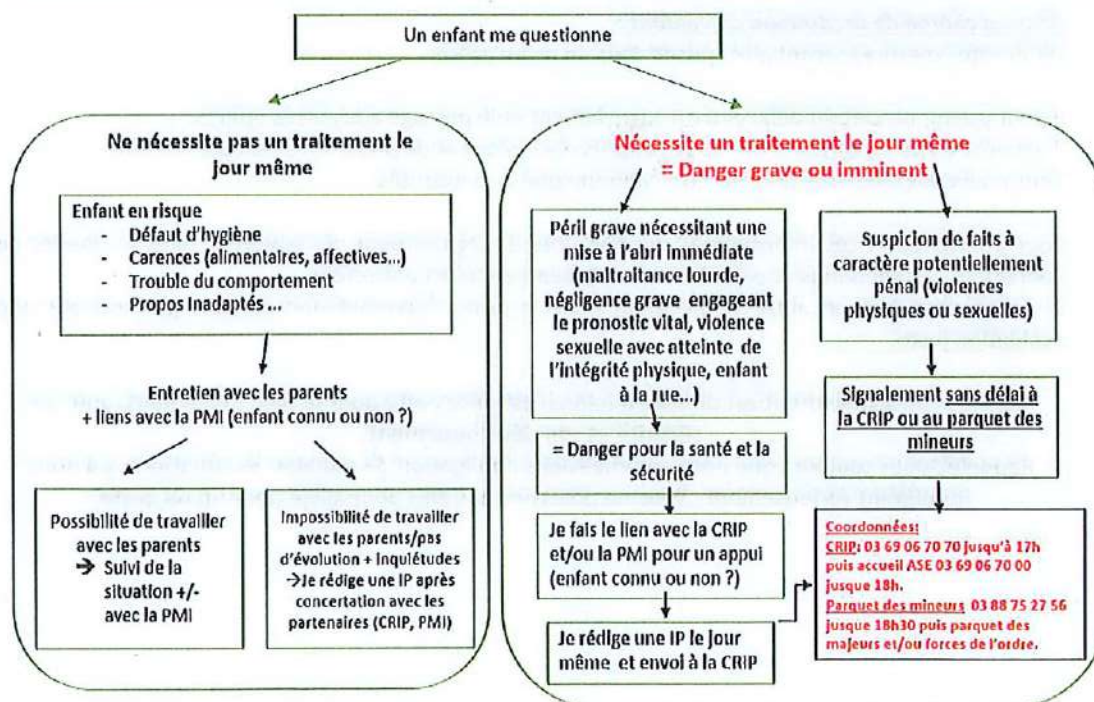 Un enfant me questionne
Ne nécessite pas un traitement le
jour même
Enfant en risque
- Défaut d'hygiène
- Carences (alimentaires, affectives...)
- Trouble du comportement
- Propos Inadaptés ...
Entretien avec les parents
+ liens avec la PMI (enfant connu ou non ?)
Possibilité de travailler
avec les parents
→ Suivi de la
situation +/-
avec la PMI
Impossibilité de travailler
avec les parents/pas
d'évolution + inquiétudes
→Je rédige une IP après
concertation avec les
partenaires (CRIP, PMI)
Nécessite un traitement le jour même
= Danger grave ou imminent
Péril grave nécessitant une
mise à l'abri immédiate
(maltraitance lourde,
négligence grave engageant
le pronostic vital, violence
sexuelle avec atteinte de
l'intégrité physique, enfant
à la rue...)
= Danger pour la santé et la
sécurité
Je fais le lien avec la CRIP
et/ou la PMI pour un appui
(enfant connu ou non ?)
Je rédige une IP le jour
même et envoi à la CRIP
Suspicion de faits à
caractère potentiellement
pénal (violences
physiques ou sexuelles)
Signalement sans délai à
la CRIP ou au parquet des
mineurs
Coordonnées:
CRIP: 03 69 06 70 70 jusqu'à 17h
puis accueil ASE 03 69 06 70 00
jusque 18h.
Parquet des mineurs 03 88 75 27 56
jusque 18h30 puis parquet des
majeurs et/ou forces de l'ordre.